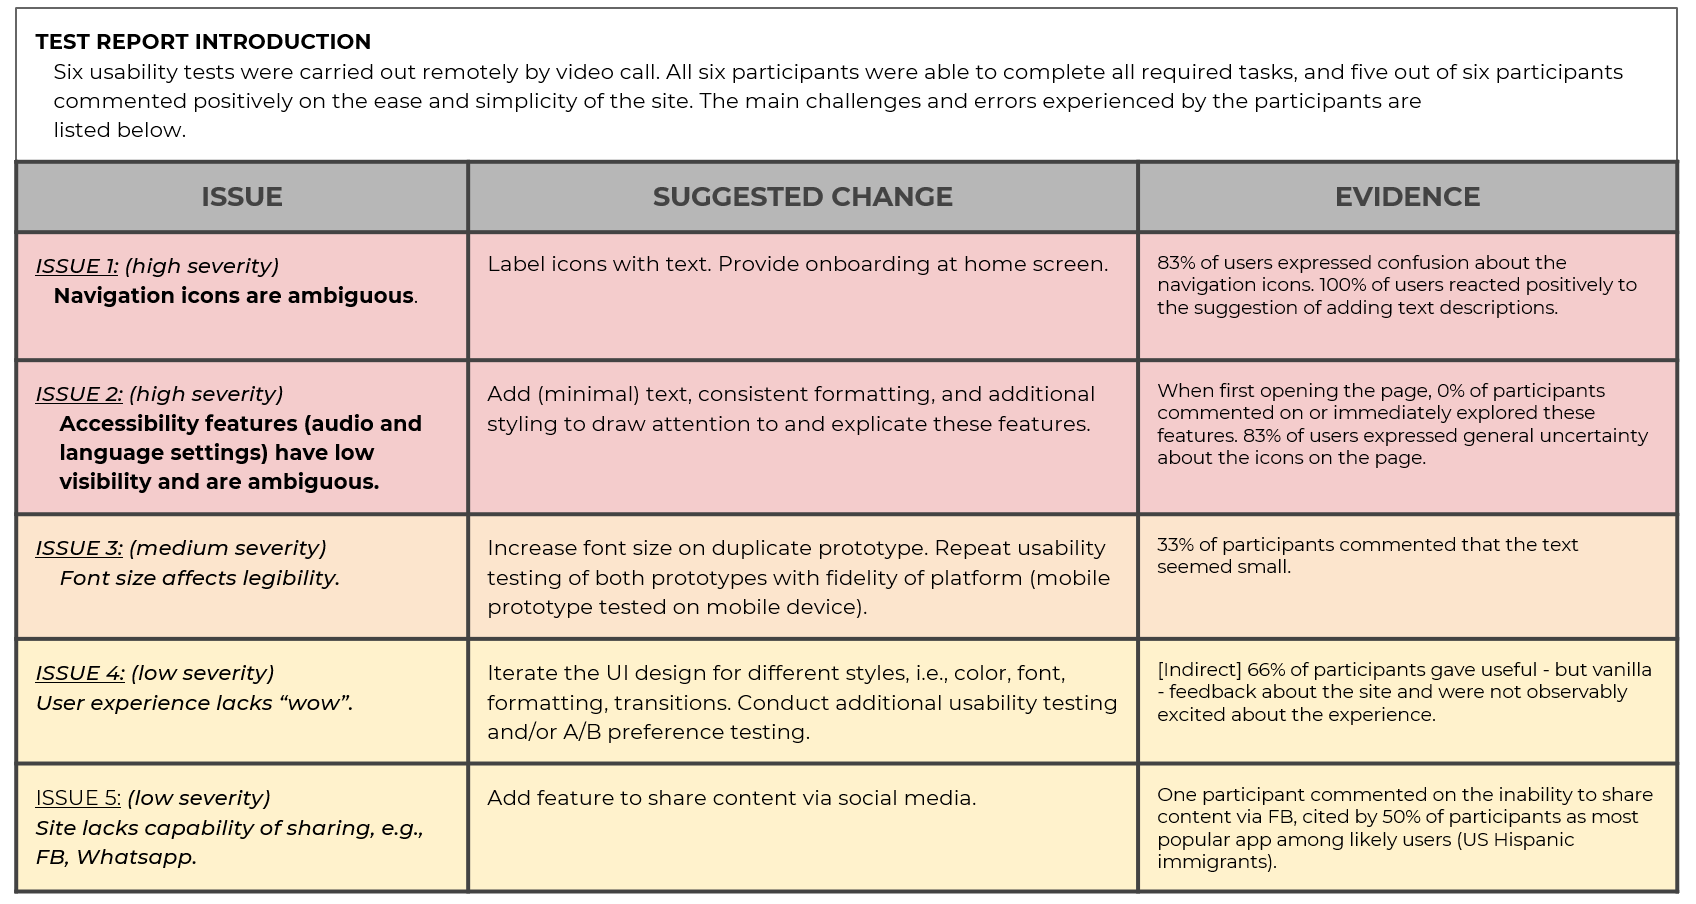 TEST REPORT INTRODUCTION
Six usability tests were carried out remotely by video call. All six participants were able to complete all required tasks, and five out of six participants
commented positively on the ease and simplicity of the site. The main challenges and errors experienced by the participants are
listed below.
ISSUE
SUGGESTED CHANGE
EVIDENCE
ISSUE 1: (high severity)
Navigation icons are ambiguous.
Label icons with text. Provide onboarding at home screen.
83% of users expressed confusion about the
navigation icons. 100% of users reacted positively to
the suggestion of adding text descriptions.
ISSUE 2: (high severity)
Accessibility features (audio and
language settings) have low
visibility and are ambiguous.
Add (minimal) text, consistent formatting, and additional
styling to draw attention to and explicate these features.
When first opening the page, 0% of participants
commented on or immediately explored these
features. 83% of users expressed general uncertainty
about the icons on the page.
ISSUE 3: (medium severity)
Font size affects legibility.
Increase font size on duplicate prototype. Repeat usability
testing of both prototypes with fidelity of platform (mobile
prototype tested on mobile device).
33% of participants commented that the text
seemed small.
ISSUE 4: (low severity)
User experience lacks “wow”.
Iterate the UI design for different styles, i.e., color, font,
formatting, transitions. Conduct additional usability testing
and/or A/B preference testing.
[Indirect] 66% of participants gave useful - but vanilla
- feedback about the site and were not observably
excited about the experience.
ISSUE 5: (low severity)
Site lacks capability of sharing, e.g.,
FB, Whatsapp.
Add feature to share content via social media.
One participant commented on the inability to share
content via FB, cited by 50% of participants as most
popular app among likely users (US Hispanic
immigrants).